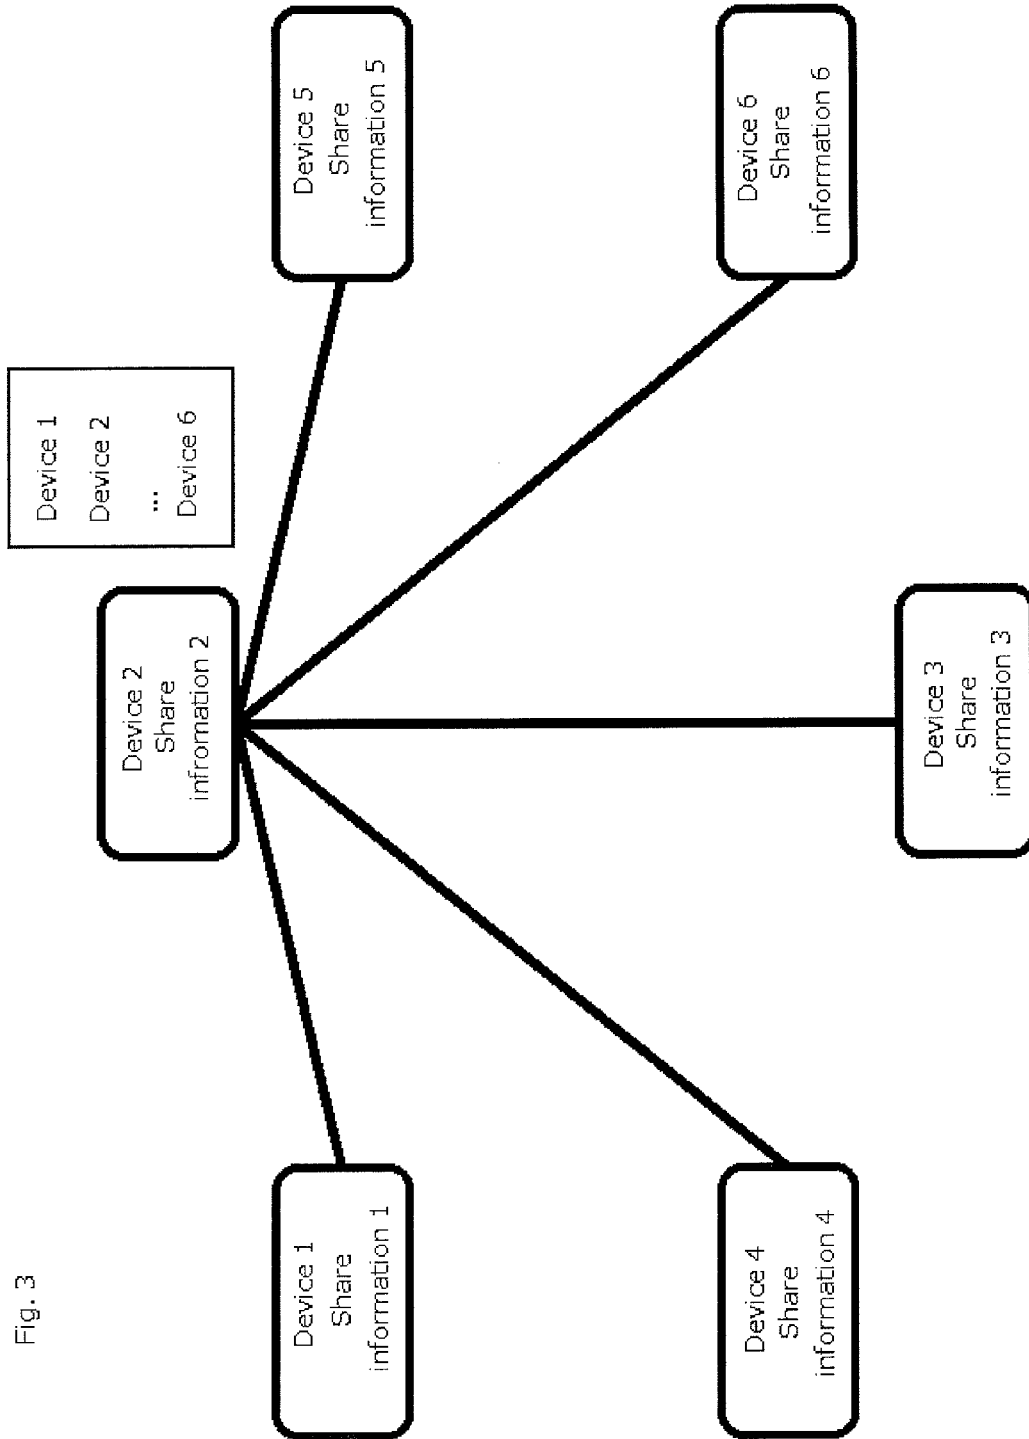 Fig. 3
Device 1
Device 2
...
Device 6
Device 2
Share
infromation 2
Device 1
Share
information 1
Device 5
Share
information 5
Device 4
Share
information 4
Device 6
Share
information 6
Device 3
Share
information 3